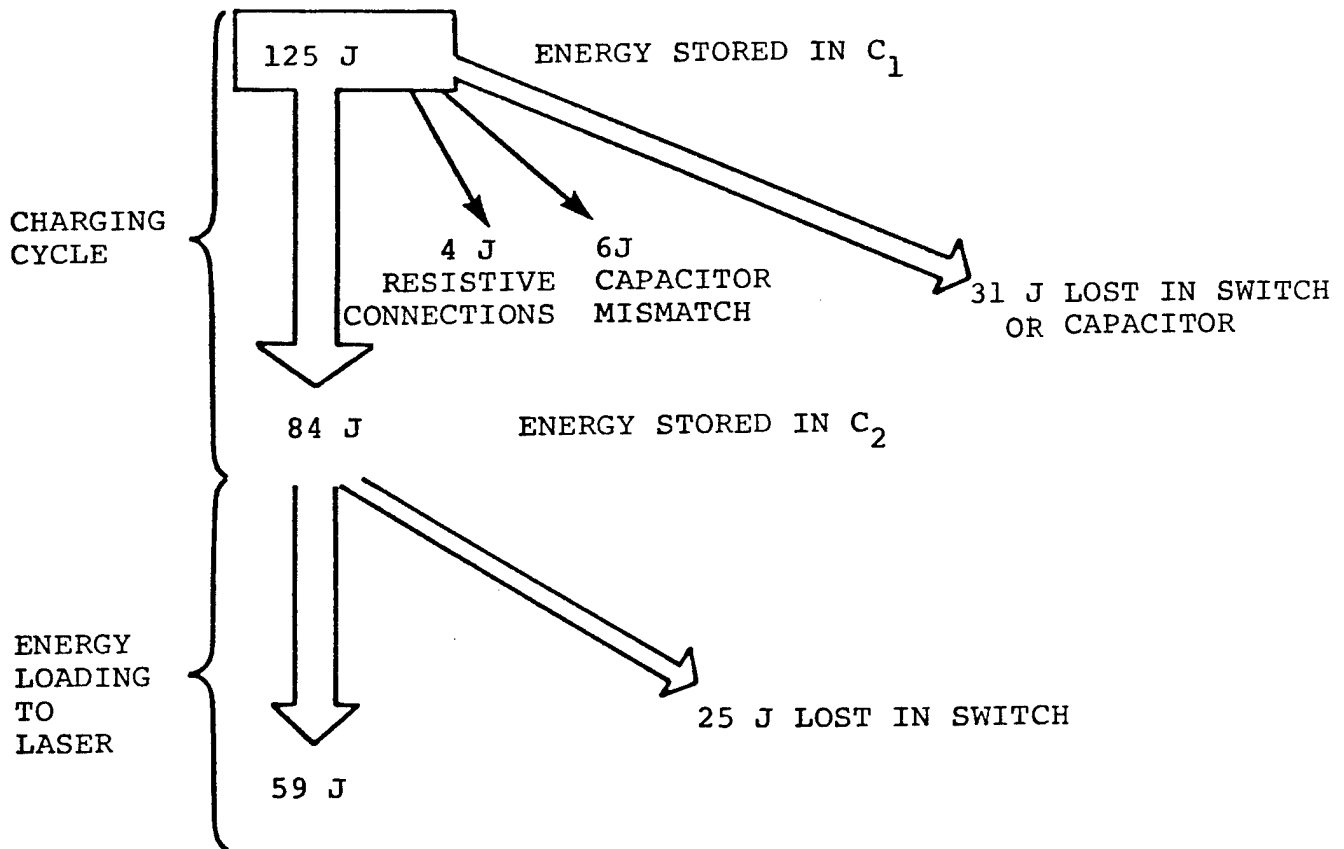 125 J
ENERGY STORED IN C1
CHARGING
CYCLE
4 J
RESISTIVE
CONNECTIONS
6J
CAPACITOR
MISMATCH
31 J LOST IN SWITCH
OR CAPACITOR
84 J
ENERGY STORED IN C2
ENERGY
LOADING
TO
LASER
25 J LOST IN SWITCH
59 J